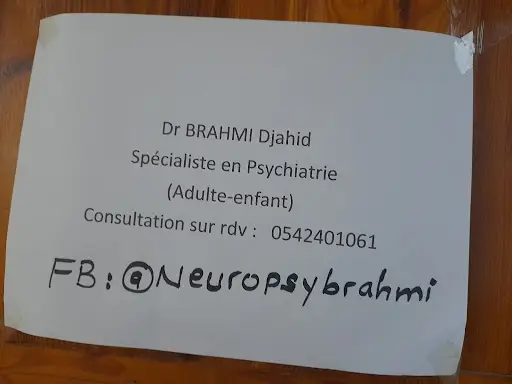 Dr BRAHMI Djahid
Spécialiste en Psychiatrie
(Adulte-enfant)
Consultation sur rdv : 0542401061
FB: @Neuropsybrahmi